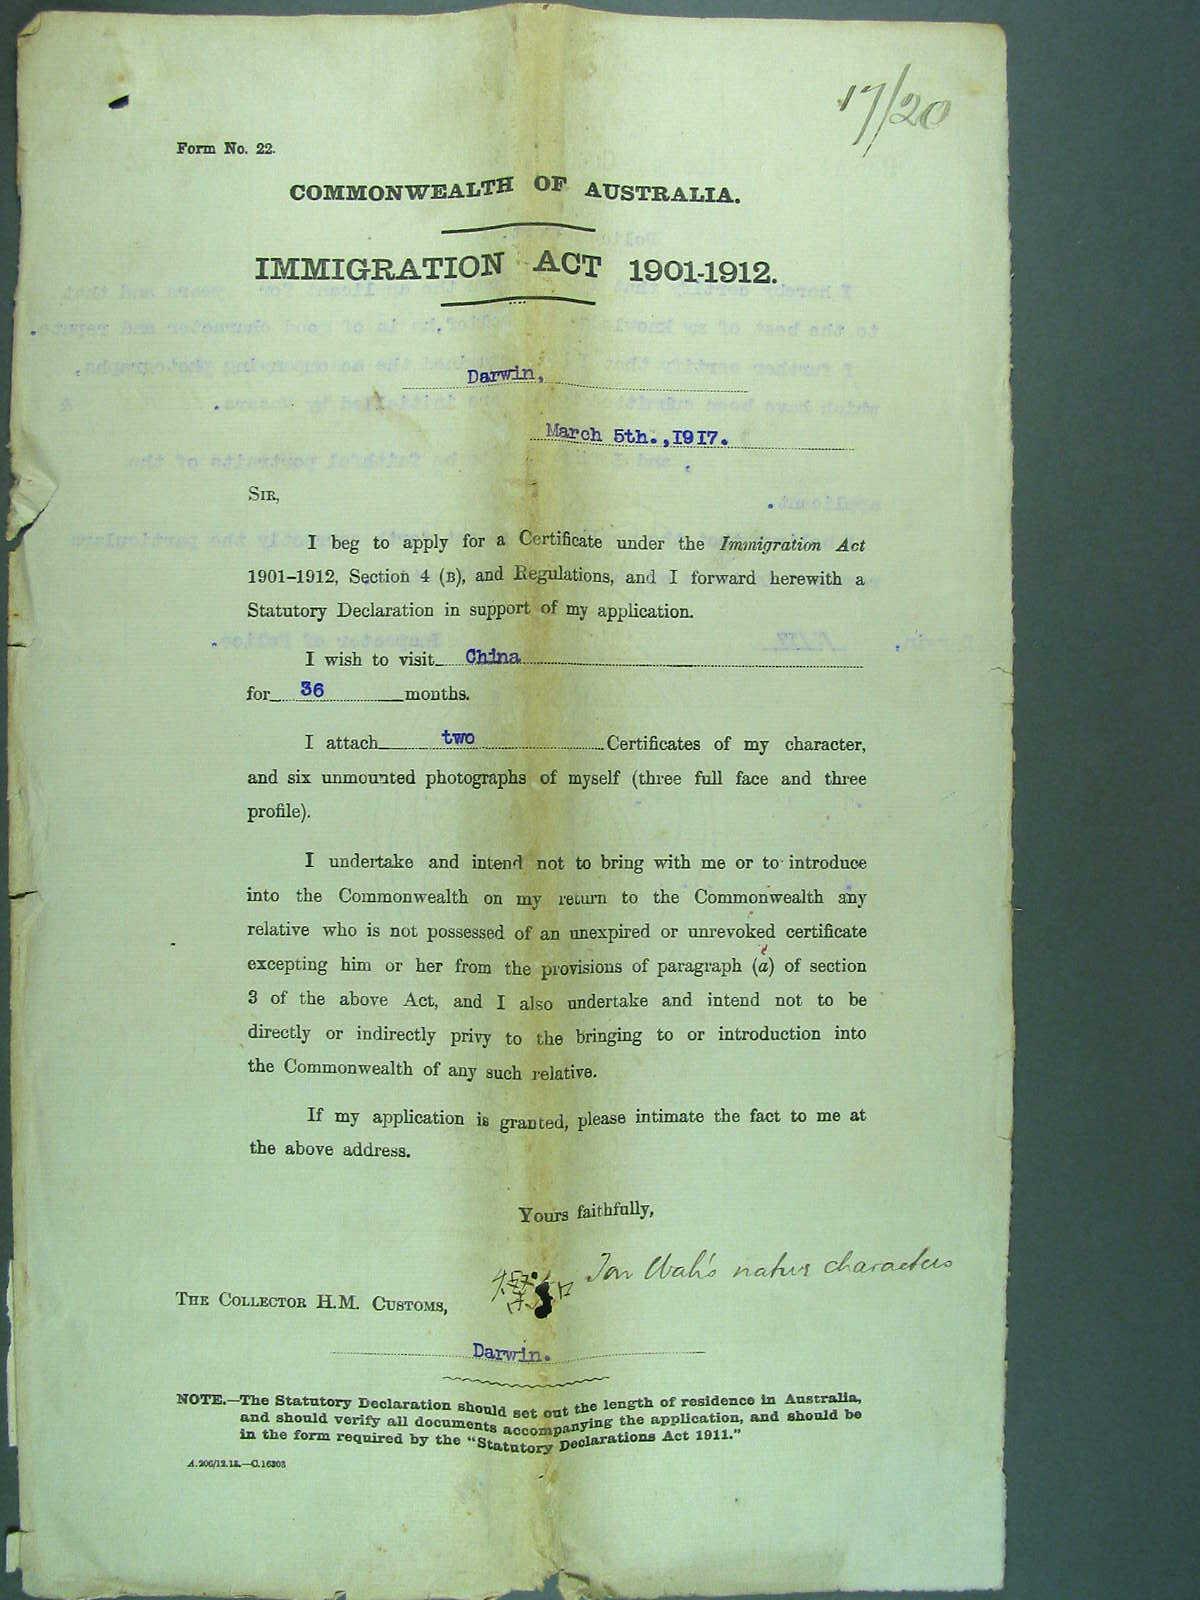 17/20
Form No. 22.
COMMONWEALTH OF AUSTRALIA.
IMMIGRATION ACT 1901-1912.
Darwin,
March 5th.,1917.
SIR,
I beg to apply for a Certificate under the Immigration Act
1901–1912, Section 4 (B), and Regulations, and I forward herewith a
Statutory Declaration in support of my application.
I wish to visit China
for 36 months.
I attach two Certificates of my character,
and six unmounted photographs of myself (three full face and three
profile).
I undertake and intend not to bring with me or to introduce
into the Commonwealth on my return to the Commonwealth any
relative who is not possessed of an unexpired or unrevoked certificate
excepting him or her from the provisions of paragraph (a) of section
3 of the above Act, and I also undertake and intend not to be
directly or indirectly privy to the bringing to or introduction into
the Commonwealth of any such relative.
If my application is granted, please intimate the fact to me at
the above address.
Yours faithfully,
Wah's native characters
THE COLLECTOR H.M. CUSTOMS,
Darwin.
NOTE.—The Statutory Declaration should set out the length of residence in Australia,
and should verify all documents accompanying the application, and should be
in the form required by the "Statutory Declarations Act 1911."